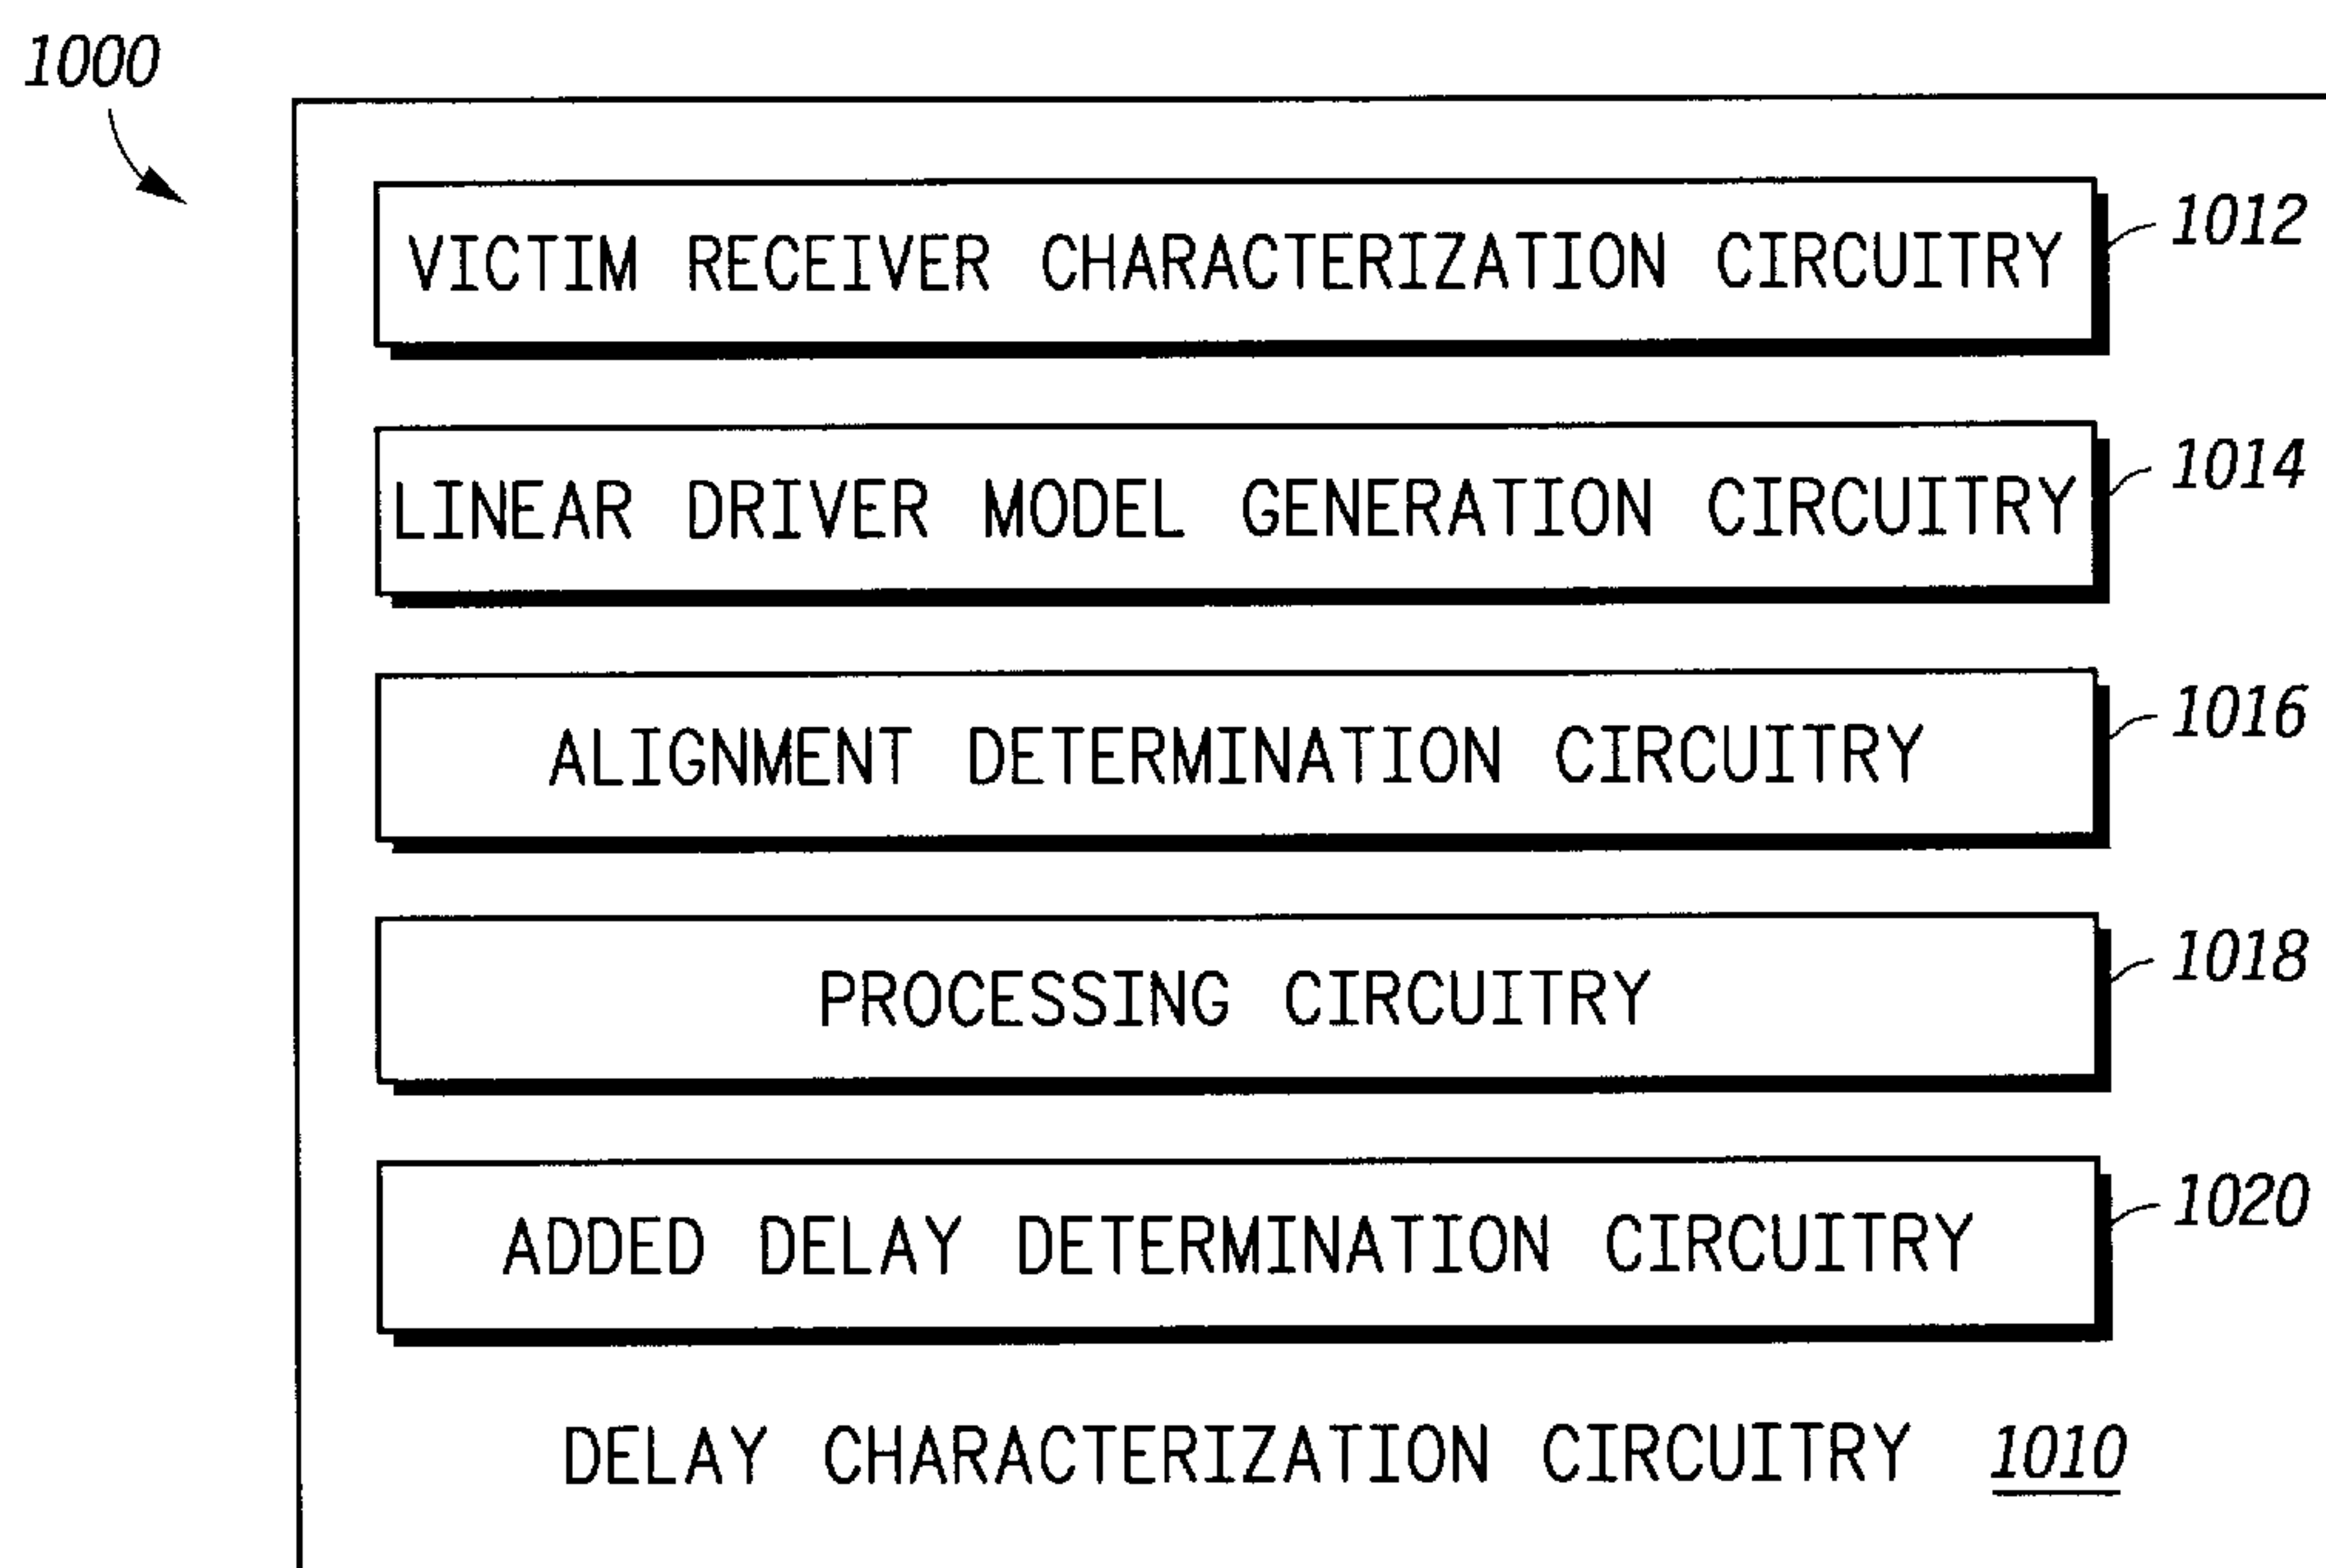 1000
VICTIM RECEIVER CHARACTERIZATION CIRCUITRY 1012
LINEAR DRIVER MODEL GENERATION CIRCUITRY 1014
ALIGNMENT DETERMINATION CIRCUITRY 1016
PROCESSING CIRCUITRY 1018
ADDED DELAY DETERMINATION CIRCUITRY 1020
DELAY CHARACTERIZATION CIRCUITRY 1010